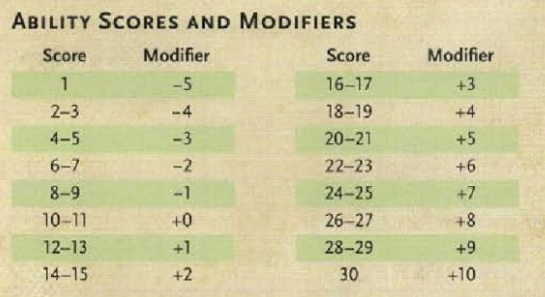 ABILITY SCORES AND MODIFIERS
Score Modifier Score Modifier
1 −5 16–17 +3
2–3 −4 18–19 +4
4–5 −3 20–21 +5
6–7 −2 22–23 +6
8–9 −1 24–25 +7
10–11 +0 26–27 +8
12–13 +1 28–29 +9
14–15 +2 30 +10